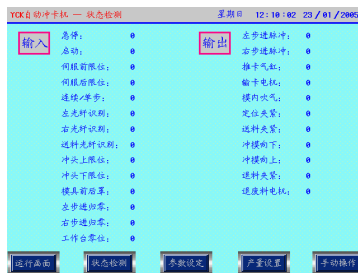 YCK自动冲卡机 — 状态检测 星期日 12:10:02 23/01/2005
输入
急停: 0
启动: 0
伺服前限位: 0
伺服后限位: 0
连续/单步: 0
左光纤识别: 0
右光纤识别: 0
送料光纤识别: 0
冲头上限位: 0
冲头下限位: 0
模具前后罩: 0
左步进归零: 0
右步进归零: 0
工作台零位: 0
输出
左步进脉冲: 0
右步进脉冲: 0
推卡气缸: 0
输卡电机: 0
模内吹气: 0
定位夹紧: 0
送料夹紧: 0
冲模向下: 0
冲模向上: 0
退料夹紧: 0
退废料电机: 0
运行画面 状态检测 参数设定 产量设置 手动操作